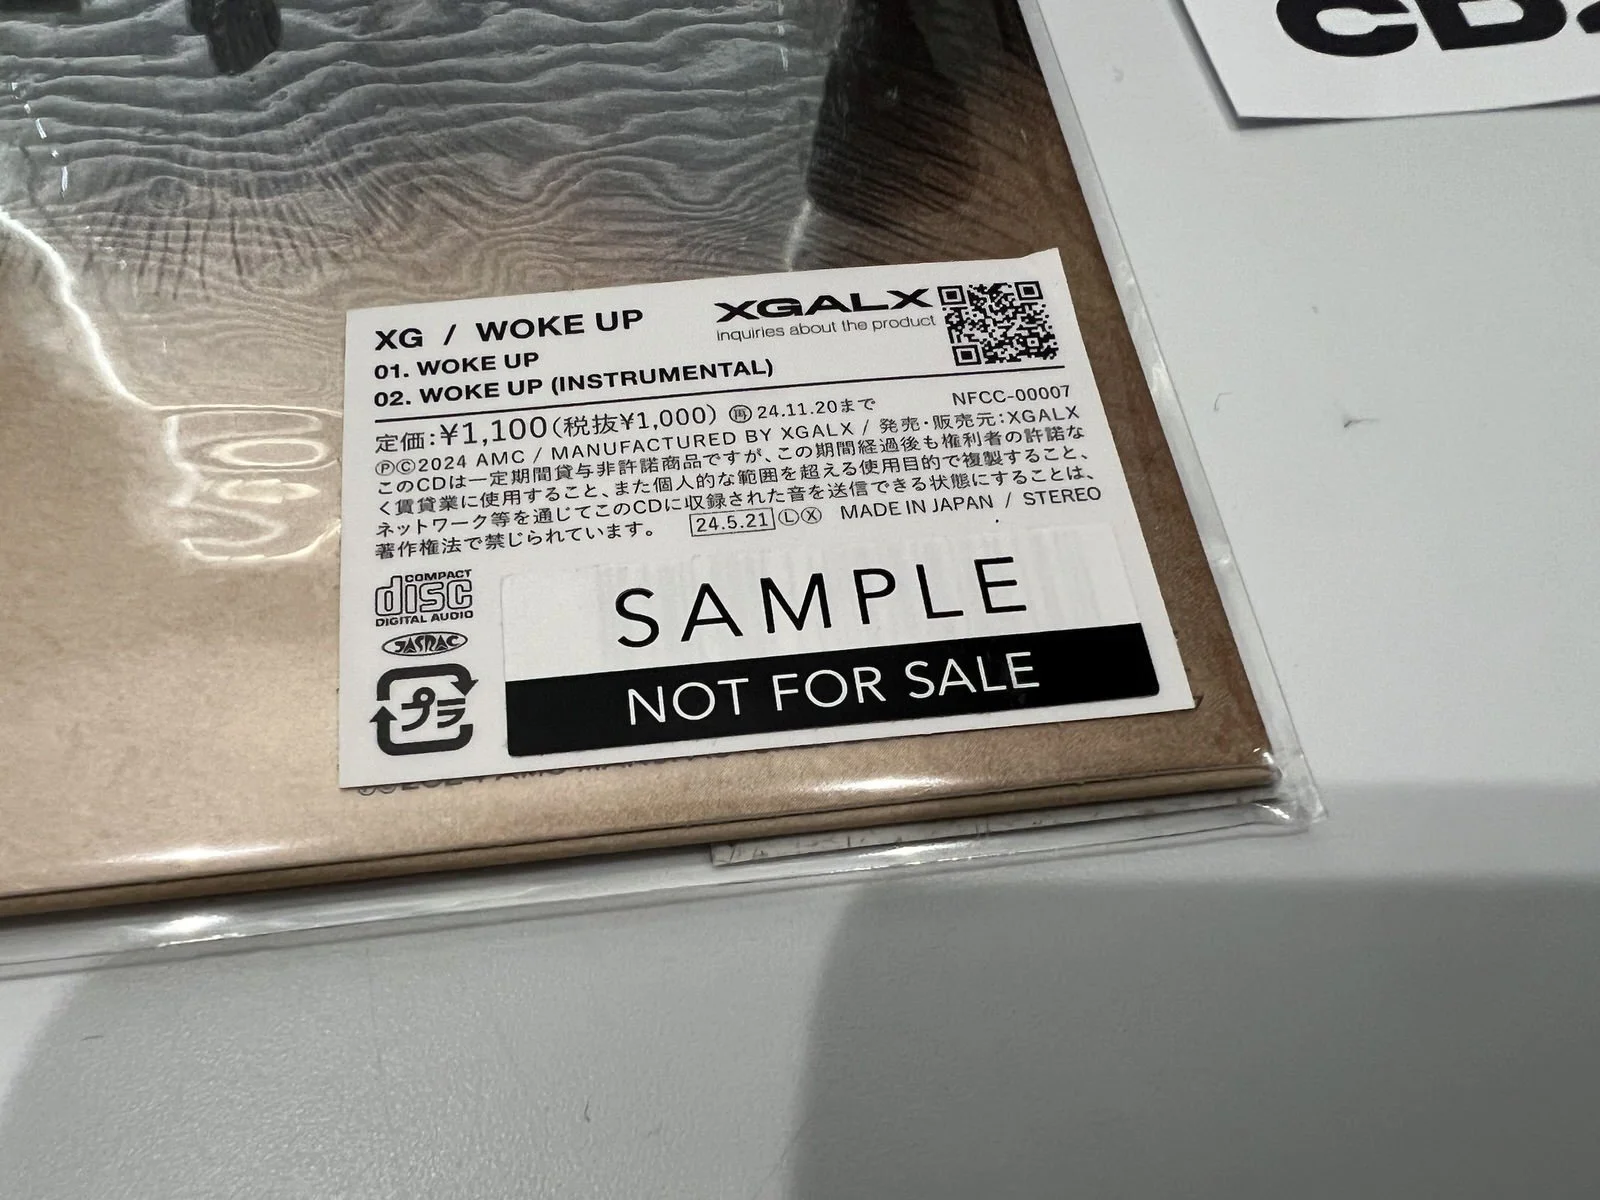 CD
XG / WOKE UP
XGALX
inquiries about the product
01. WOKE UP
02. WOKE UP (INSTRUMENTAL)
NFCC-00007
定価:¥1,100(税抜¥1,000) 再24.11.20まで
ⓅⒸ2024 AMC / MANUFACTURED BY XGALX / 発売・販売元:XGALX
このCDは一定期間貸与非許諾商品ですが、この期間経過後も権利者の許諾な
く賃貸業に使用すること、また個人的な範囲を超える使用目的で複製すること、
ネットワーク等を通じてこのCDに収録された音を送信できる状態にすることは、
著作権法で禁じられています。 24.5.21 ⓁⓍ MADE IN JAPAN / STEREO
COMPACT
disc
DIGITAL AUDIO
JASRAC
プラ
SAMPLE
NOT FOR SALE